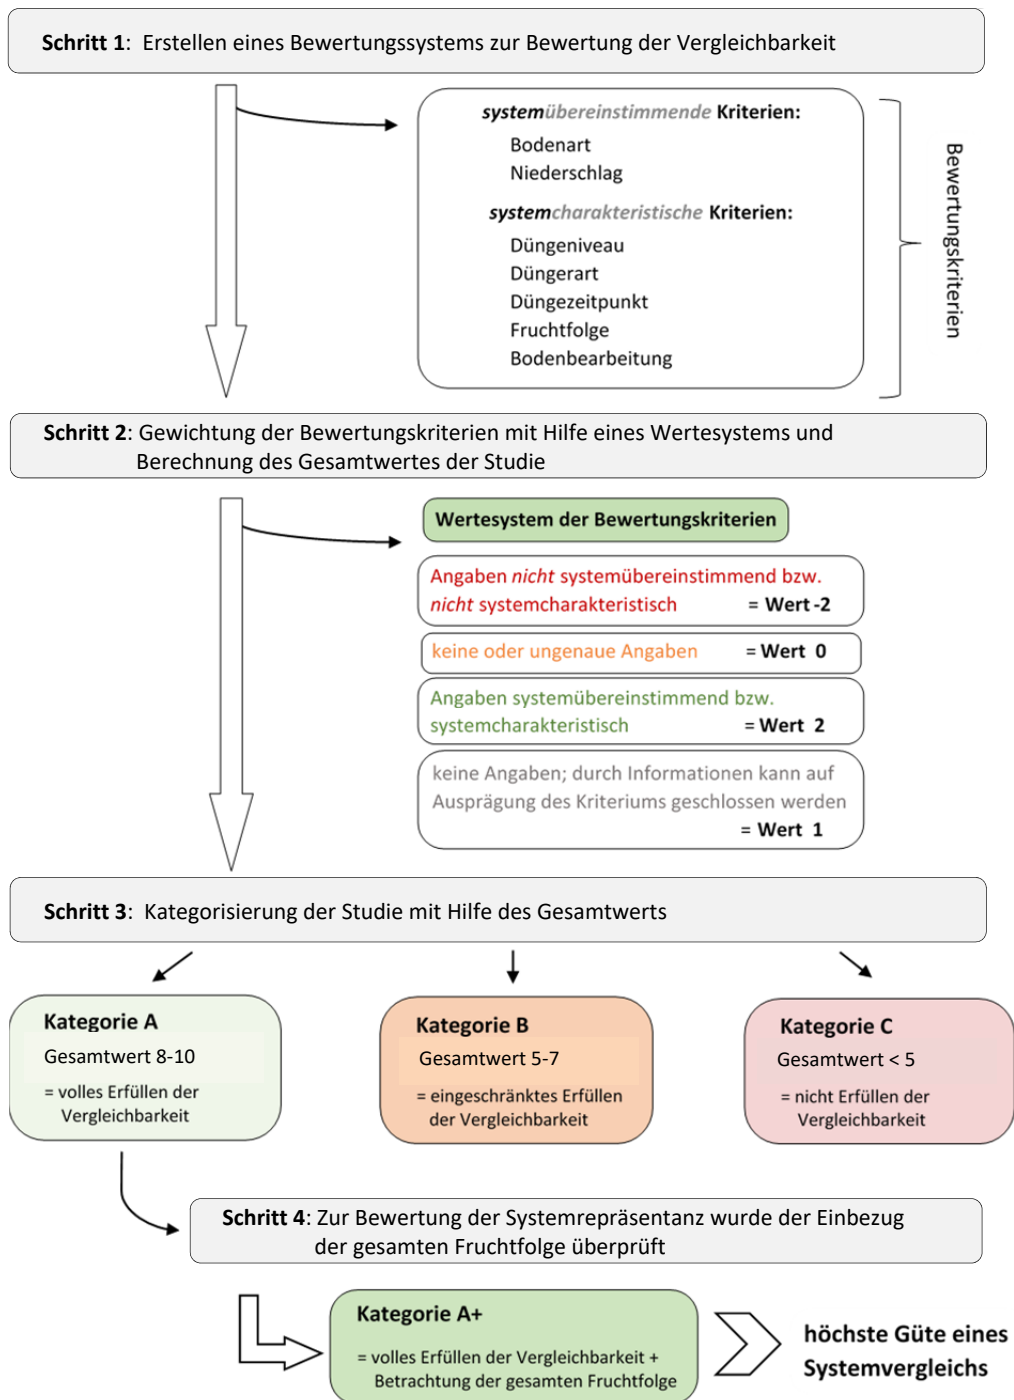 Schritt 1: Erstellen eines Bewertungssystems zur Bewertung der Vergleichbarkeit
systemübereinstimmende Kriterien:
Bodenart
Niederschlag
systemcharakteristische Kriterien:
Düngeniveau
Düngerart
Düngezeitpunkt
Fruchtfolge
Bodenbearbeitung
Bewertungskriterien
Schritt 2: Gewichtung der Bewertungskriterien mit Hilfe eines Wertesystems und
Berechnung des Gesamtwertes der Studie
Wertesystem der Bewertungskriterien
Angaben nicht systemübereinstimmend bzw.
nicht systemcharakteristisch = Wert -2
keine oder ungenaue Angaben = Wert 0
Angaben systemübereinstimmend bzw.
systemcharakteristisch = Wert 2
keine Angaben; durch Informationen kann auf
Ausprägung des Kriteriums geschlossen werden
= Wert 1
Schritt 3: Kategorisierung der Studie mit Hilfe des Gesamtwerts
Kategorie A
Gesamtwert 8-10
= volles Erfüllen der
Vergleichbarkeit
Kategorie B
Gesamtwert 5-7
= eingeschränktes Erfüllen
der Vergleichbarkeit
Kategorie C
Gesamtwert < 5
= nicht Erfüllen der
Vergleichbarkeit
Schritt 4: Zur Bewertung der Systemrepräsentanz wurde der Einbezug
der gesamten Fruchtfolge überprüft
Kategorie A+
= volles Erfüllen der Vergleichbarkeit +
Betrachtung der gesamten Fruchtfolge
höchste Güte eines
Systemvergleichs